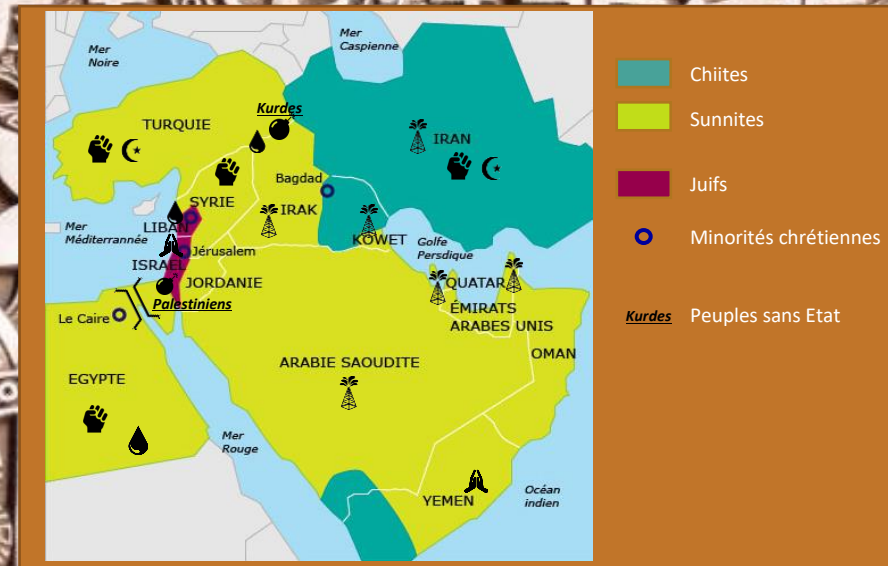 Mer
Noire
Mer
Caspienne
Kurdes
TURQUIE
IRAN
Bagdad
SYRIE
IRAK
LIBAN
Mer
Méditerrannée
Jérusalem
KOWET
Golfe
Persdique
ISRAEL
JORDANIE
QUATAR
Palestiniens
ÉMIRATS
ARABES UNIS
Le Caire
OMAN
ARABIE SAOUDITE
EGYPTE
Mer
Rouge
YEMEN
Océan
indien
Chiites
Sunnites
Juifs
Minorités chrétiennes
Kurdes Peuples sans Etat